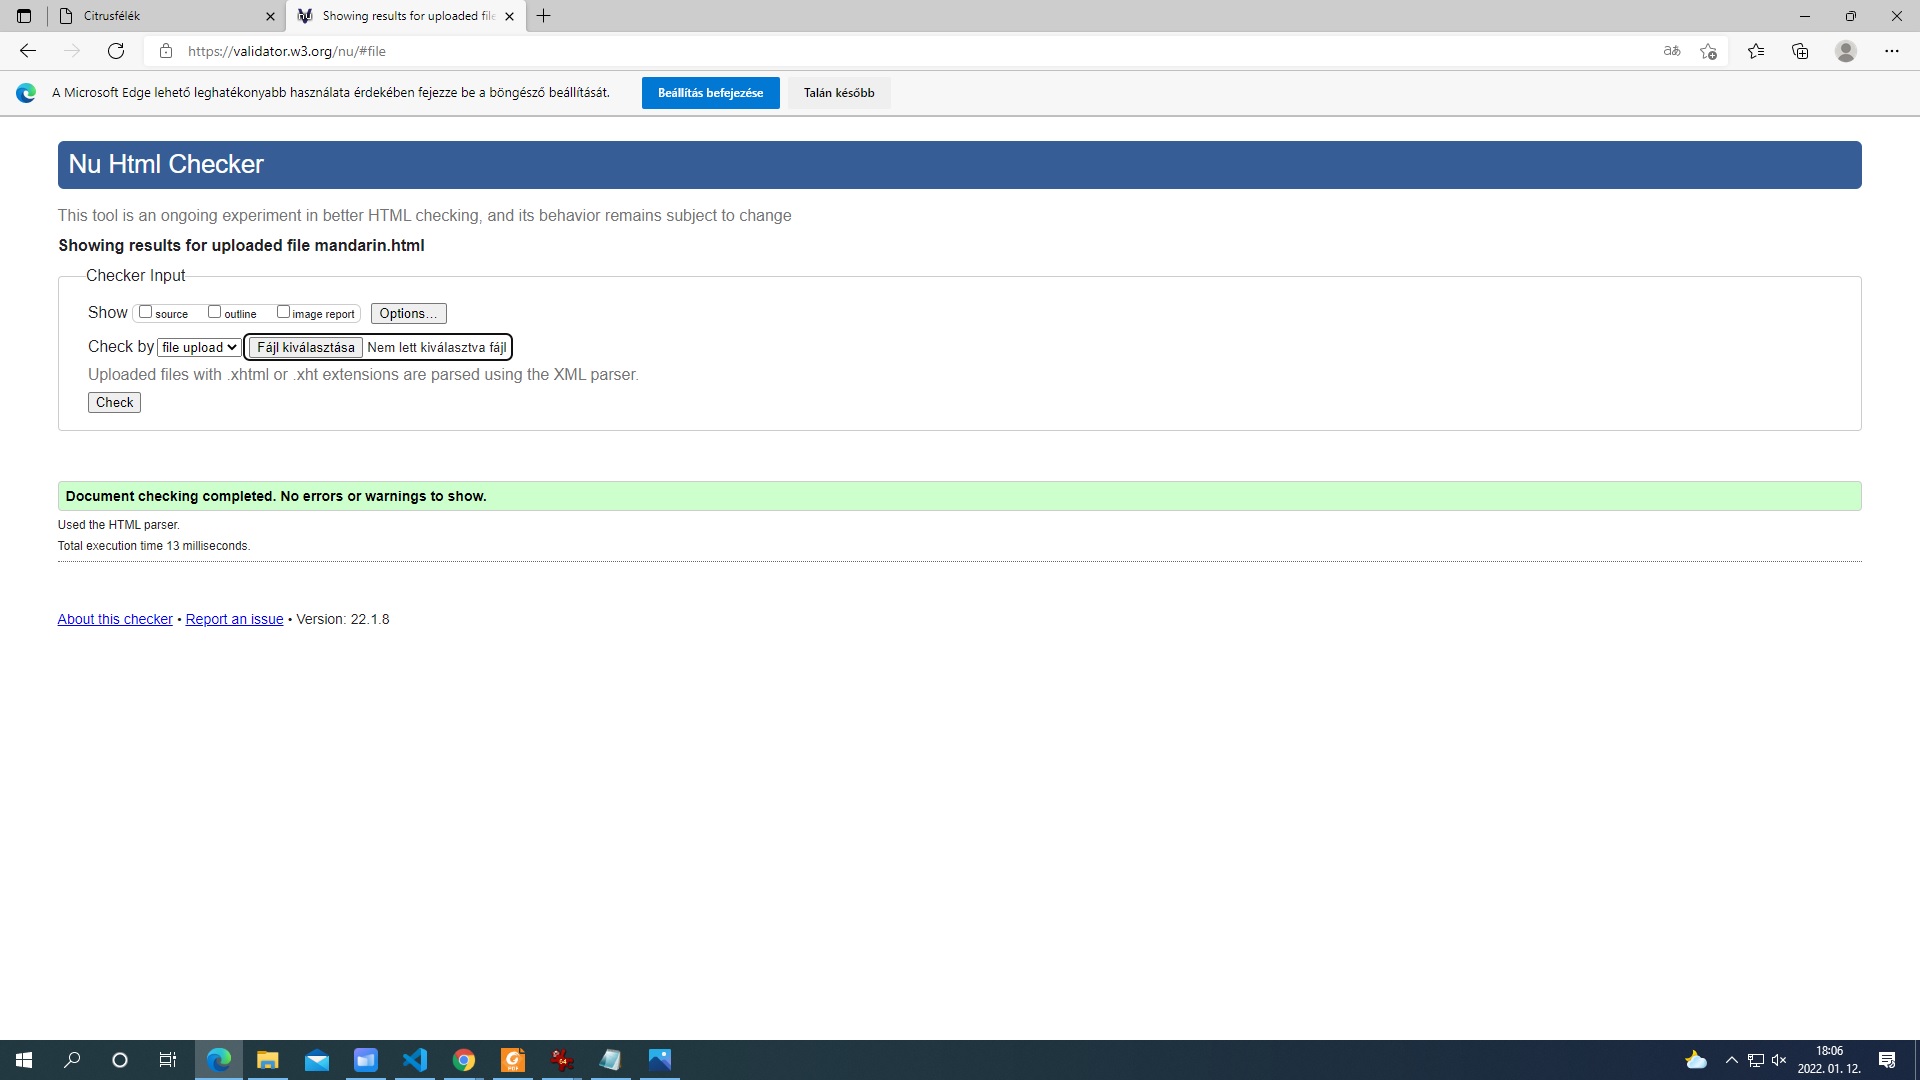 Citrusfélék
Showing results for uploaded file
https://validator.w3.org/nu/#file
A Microsoft Edge lehető leghatékonyabb használata érdekében fejezze be a böngésző beállítását.
Beállítás befejezése
Talán később
Nu Html Checker
This tool is an ongoing experiment in better HTML checking, and its behavior remains subject to change
Showing results for uploaded file mandarin.html
Checker Input
Show source outline image report Options...
Check by file upload Fájl kiválasztása Nem lett kiválasztva fájl
Uploaded files with .xhtml or .xht extensions are parsed using the XML parser.
Check
Document checking completed. No errors or warnings to show.
Used the HTML parser.
Total execution time 13 milliseconds.
About this checker • Report an issue • Version: 22.1.8
18:06
2022. 01. 12.